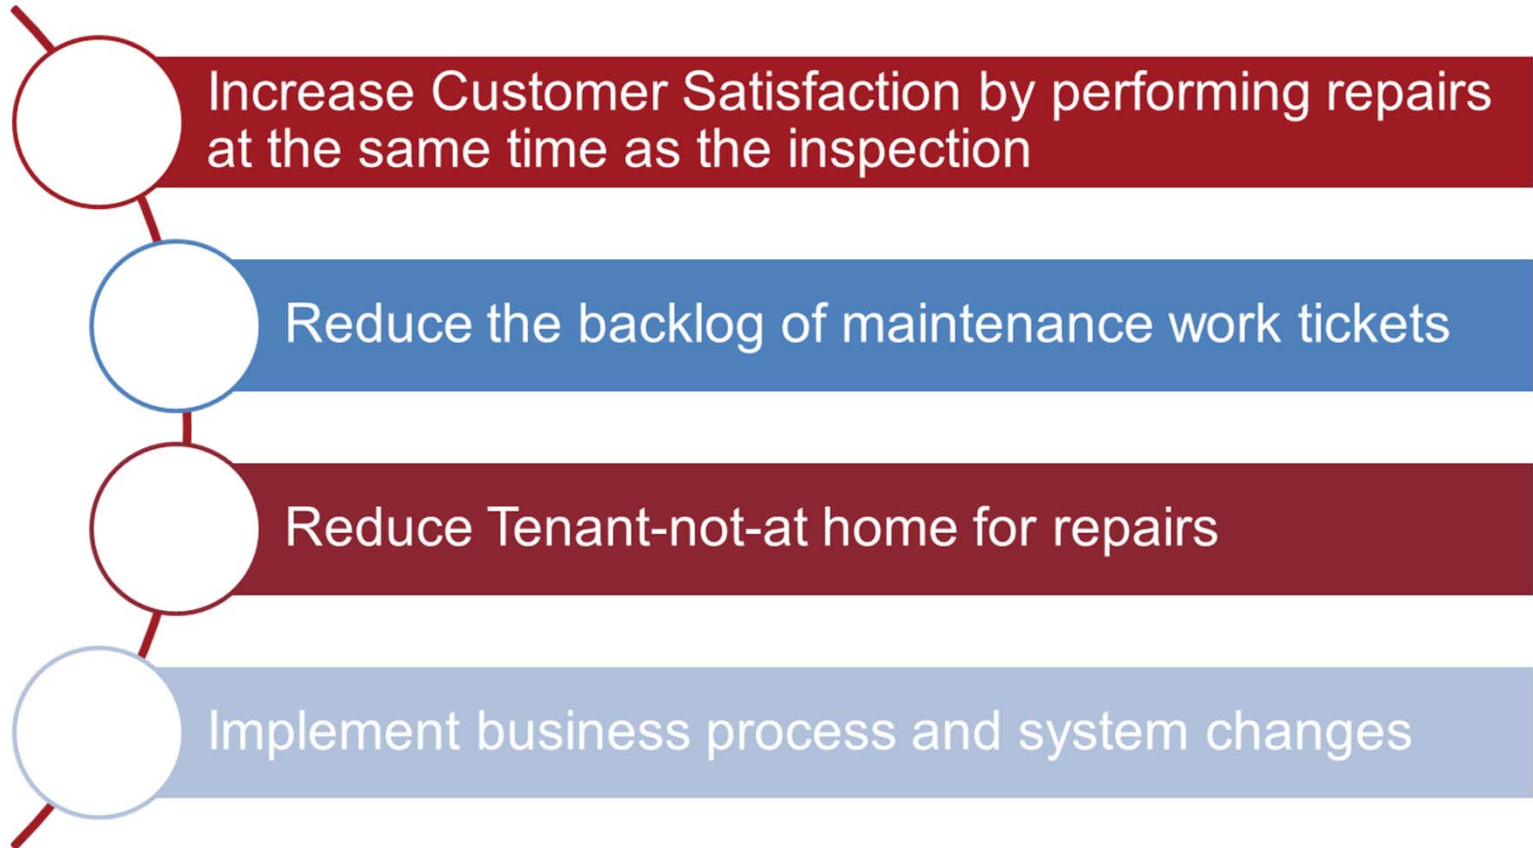 Increase Customer Satisfaction by performing repairs
at the same time as the inspection
Reduce the backlog of maintenance work tickets
Reduce Tenant-not-at home for repairs
Implement business process and system changes